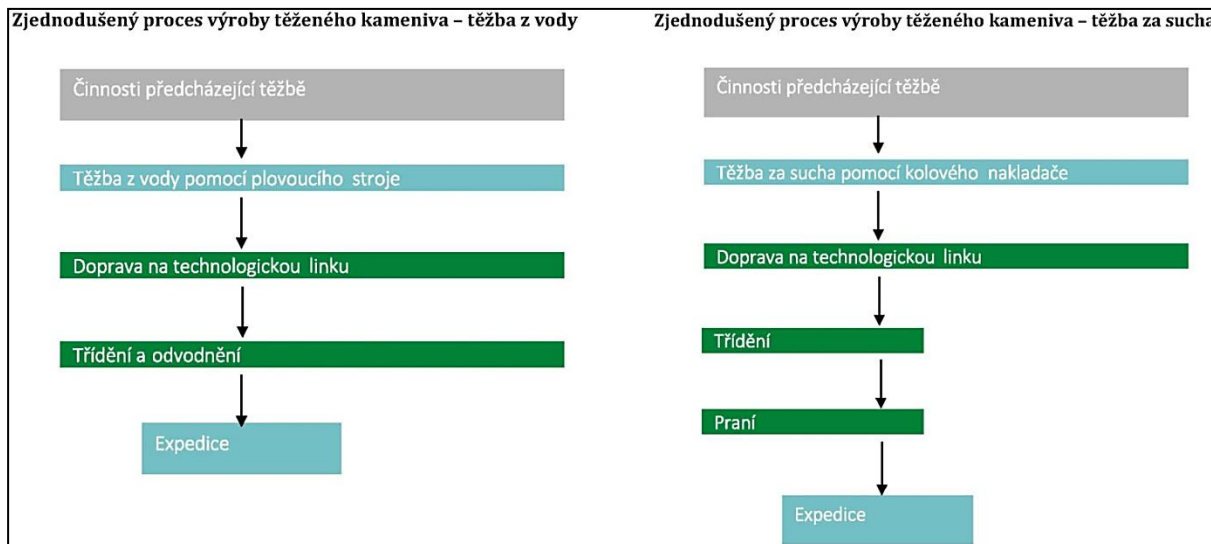 Zjednodušený proces výroby těženého kameniva – těžba z vody
Činnosti předcházející těžbě
Těžba z vody pomocí plovoucího stroje
Doprava na technologickou linku
Třídění a odvodnění
Expedice
Zjednodušený proces výroby těženého kameniva – těžba za sucha
Činnosti předcházející těžbě
Těžba za sucha pomocí kolového nakladače
Doprava na technologickou linku
Třídění
Praní
Expedice